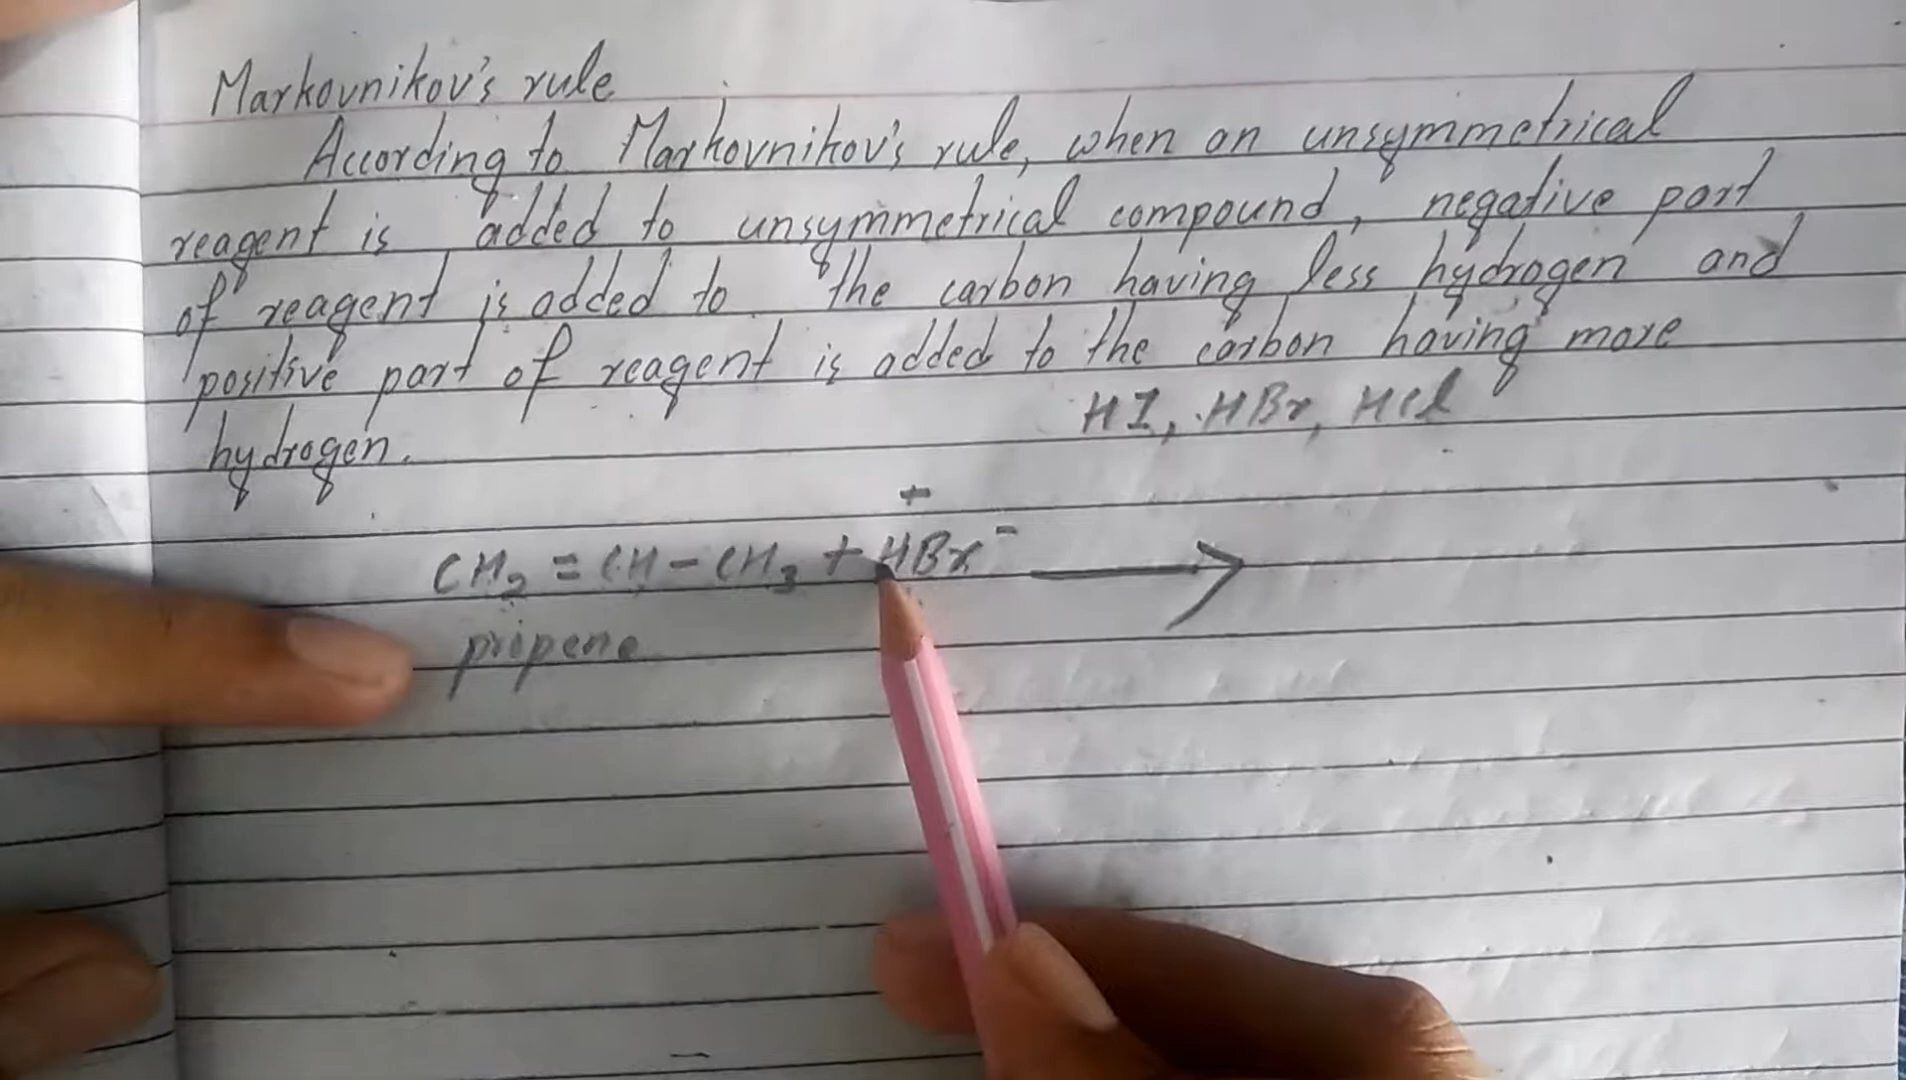 Markovnikov's rule
According to Markovnikov's rule, when an unsymmetrical
reagent is added to unsymmetrical compound, negative part
of reagent is added to the carbon having less hydrogen and
positive part of reagent is added to the carbon having more
HI, HBr, HCl
hydrogen.
+
CH₂ = CH - CH₃ + HBr⁻ ⟶
propene